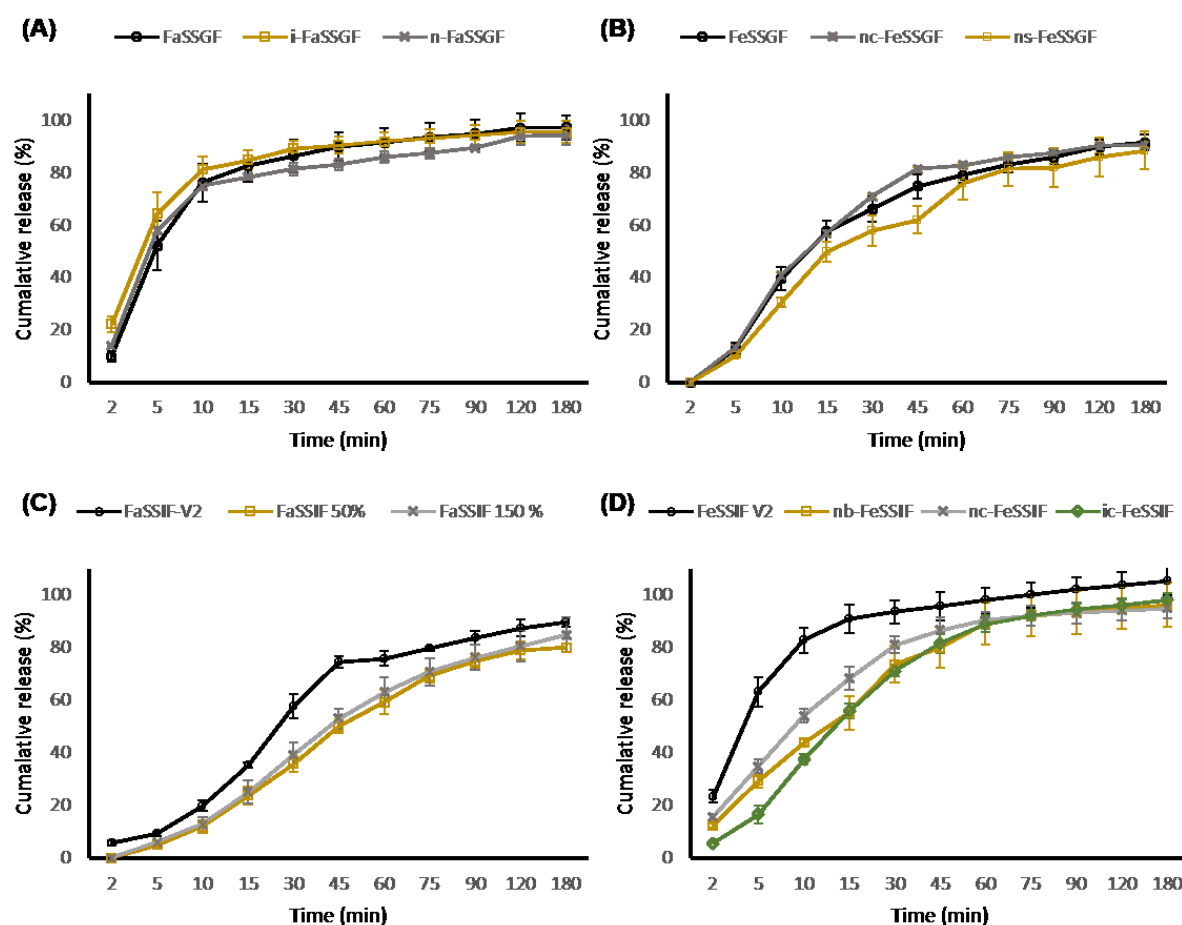 (A)
FaSSGF i-FaSSGF n-FaSSGF
Cumalative release (%)
100
80
60
40
20
0
2 5 10 15 30 45 60 75 90 120 180
Time (min)
(B)
FeSSGF nc-FeSSGF ns-FeSSGF
Cumalative release (%)
100
80
60
40
20
0
2 5 10 15 30 45 60 75 90 120 180
Time (min)
(C)
FaSSIF-V2 FaSSIF 50% FaSSIF 150 %
Cumalative release (%)
100
80
60
40
20
0
2 5 10 15 30 45 60 75 90 120 180
Time (min)
(D)
FeSSIF V2 nb-FeSSIF nc-FeSSIF ic-FeSSIF
Cumalative release (%)
100
80
60
40
20
0
2 5 10 15 30 45 60 75 90 120 180
Time (min)